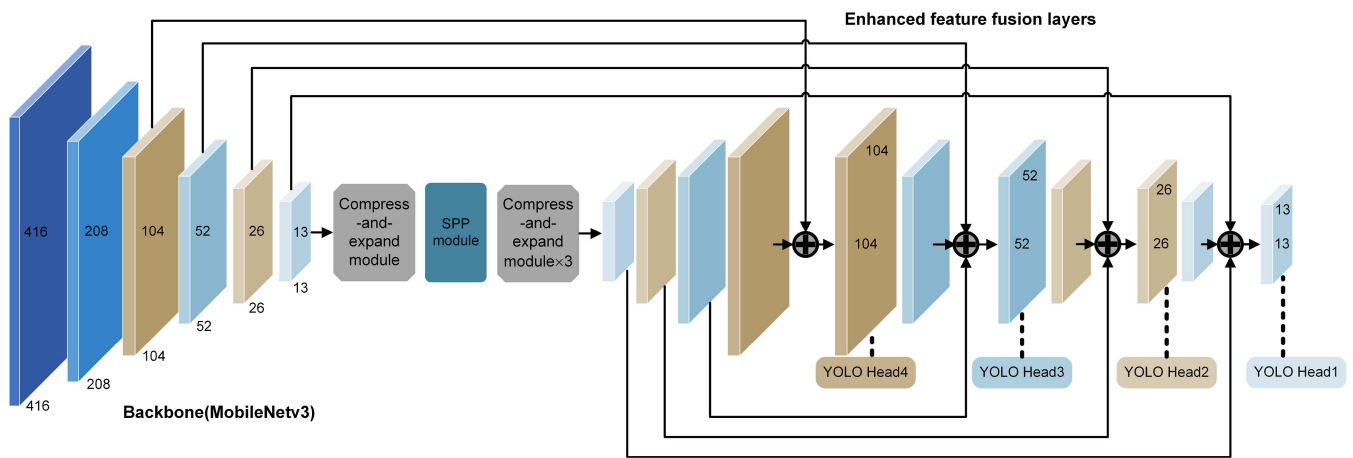 Enhanced feature fusion layers
416
208
104
52
26
13
416
208
104
52
26
13
Compress
-and-
expand
module
SPP
module
Compress
-and-
expand
module×3
104
104
52
52
26
26
13
13
YOLO Head4
YOLO Head3
YOLO Head2
YOLO Head1
Backbone(MobileNetv3)